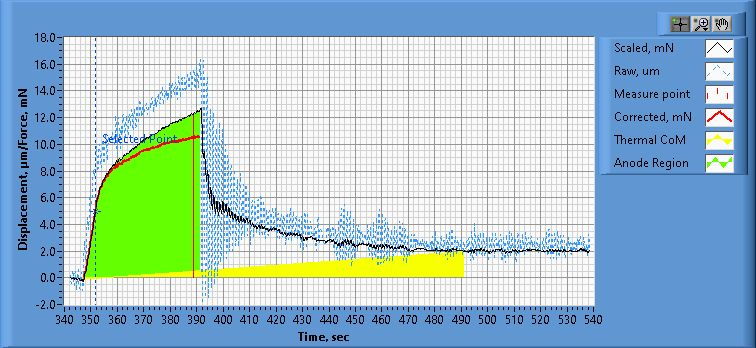 Scaled, mN
Raw, um
Measure point
Corrected, mN
Thermal CoM
Anode Region
Displacement, µm/Force, mN
18.0
16.0
14.0
12.0
10.0
8.0
6.0
4.0
2.0
0.0
-2.0
Selected Point
340 350 360 370 380 390 400 410 420 430 440 450 460 470 480 490 500 510 520 530 540
Time, sec